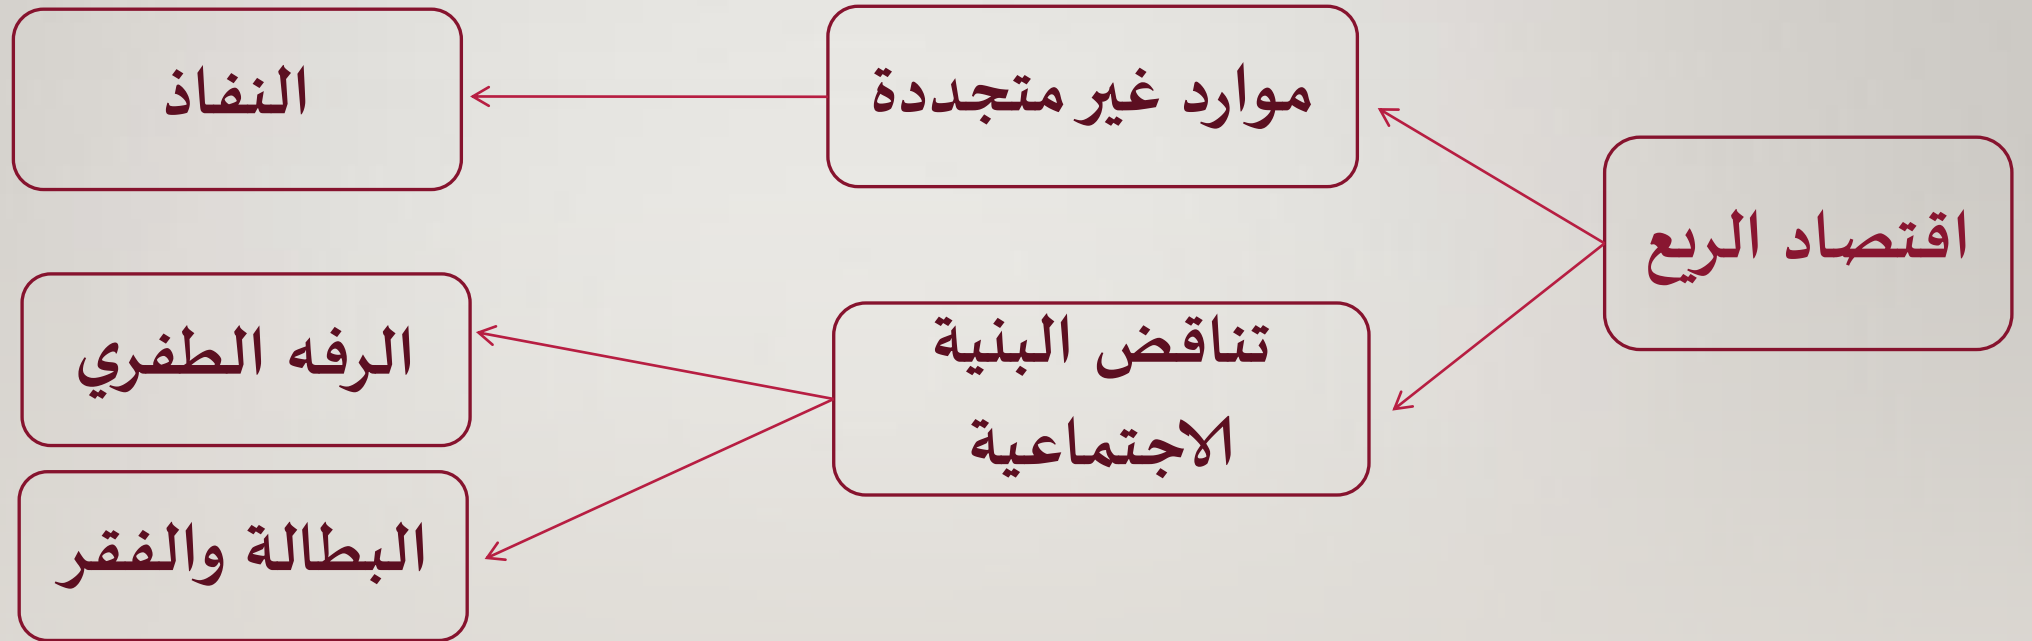 اقتصاد الريع
موارد غير متجددة
النفاذ
تناقض البنية
الاجتماعية
الرفه الطفري
البطالة والفقر